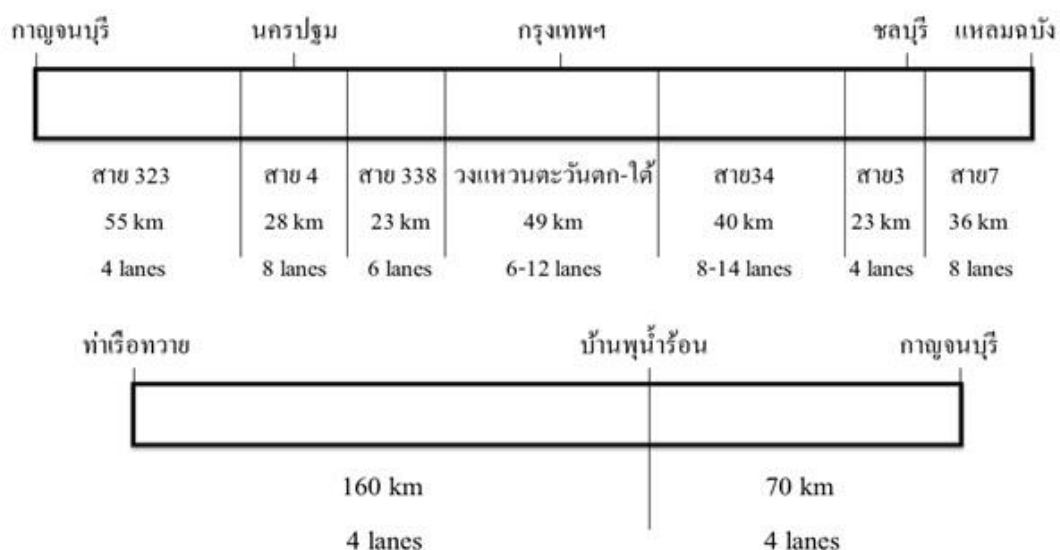 กาญจนบุรี นครปฐม กรุงเทพฯ ชลบุรี แหลมฉบัง
สาย 323 สาย 4 สาย 338 วงแหวนตะวันตก-ใต้ สาย34 สาย3 สาย7
55 km 28 km 23 km 49 km 40 km 23 km 36 km
4 lanes 8 lanes 6 lanes 6-12 lanes 8-14 lanes 4 lanes 8 lanes
ท่าเรือทวาย บ้านพุน้ำร้อน กาญจนบุรี
160 km 70 km
4 lanes 4 lanes